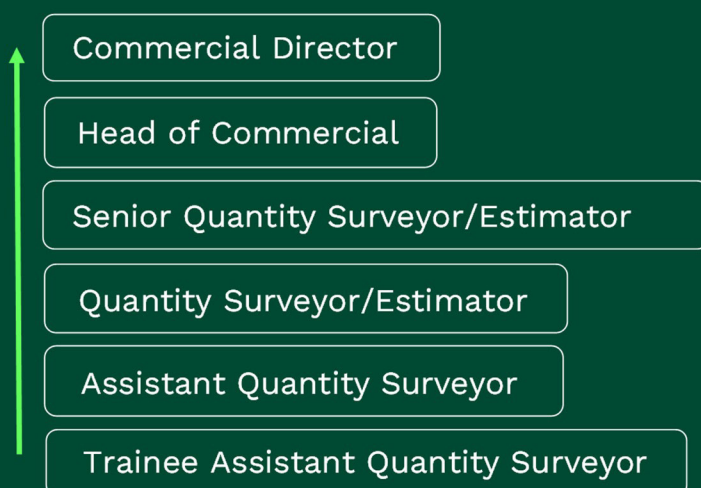 Commercial Director
Head of Commercial
Senior Quantity Surveyor/Estimator
Quantity Surveyor/Estimator
Assistant Quantity Surveyor
Trainee Assistant Quantity Surveyor